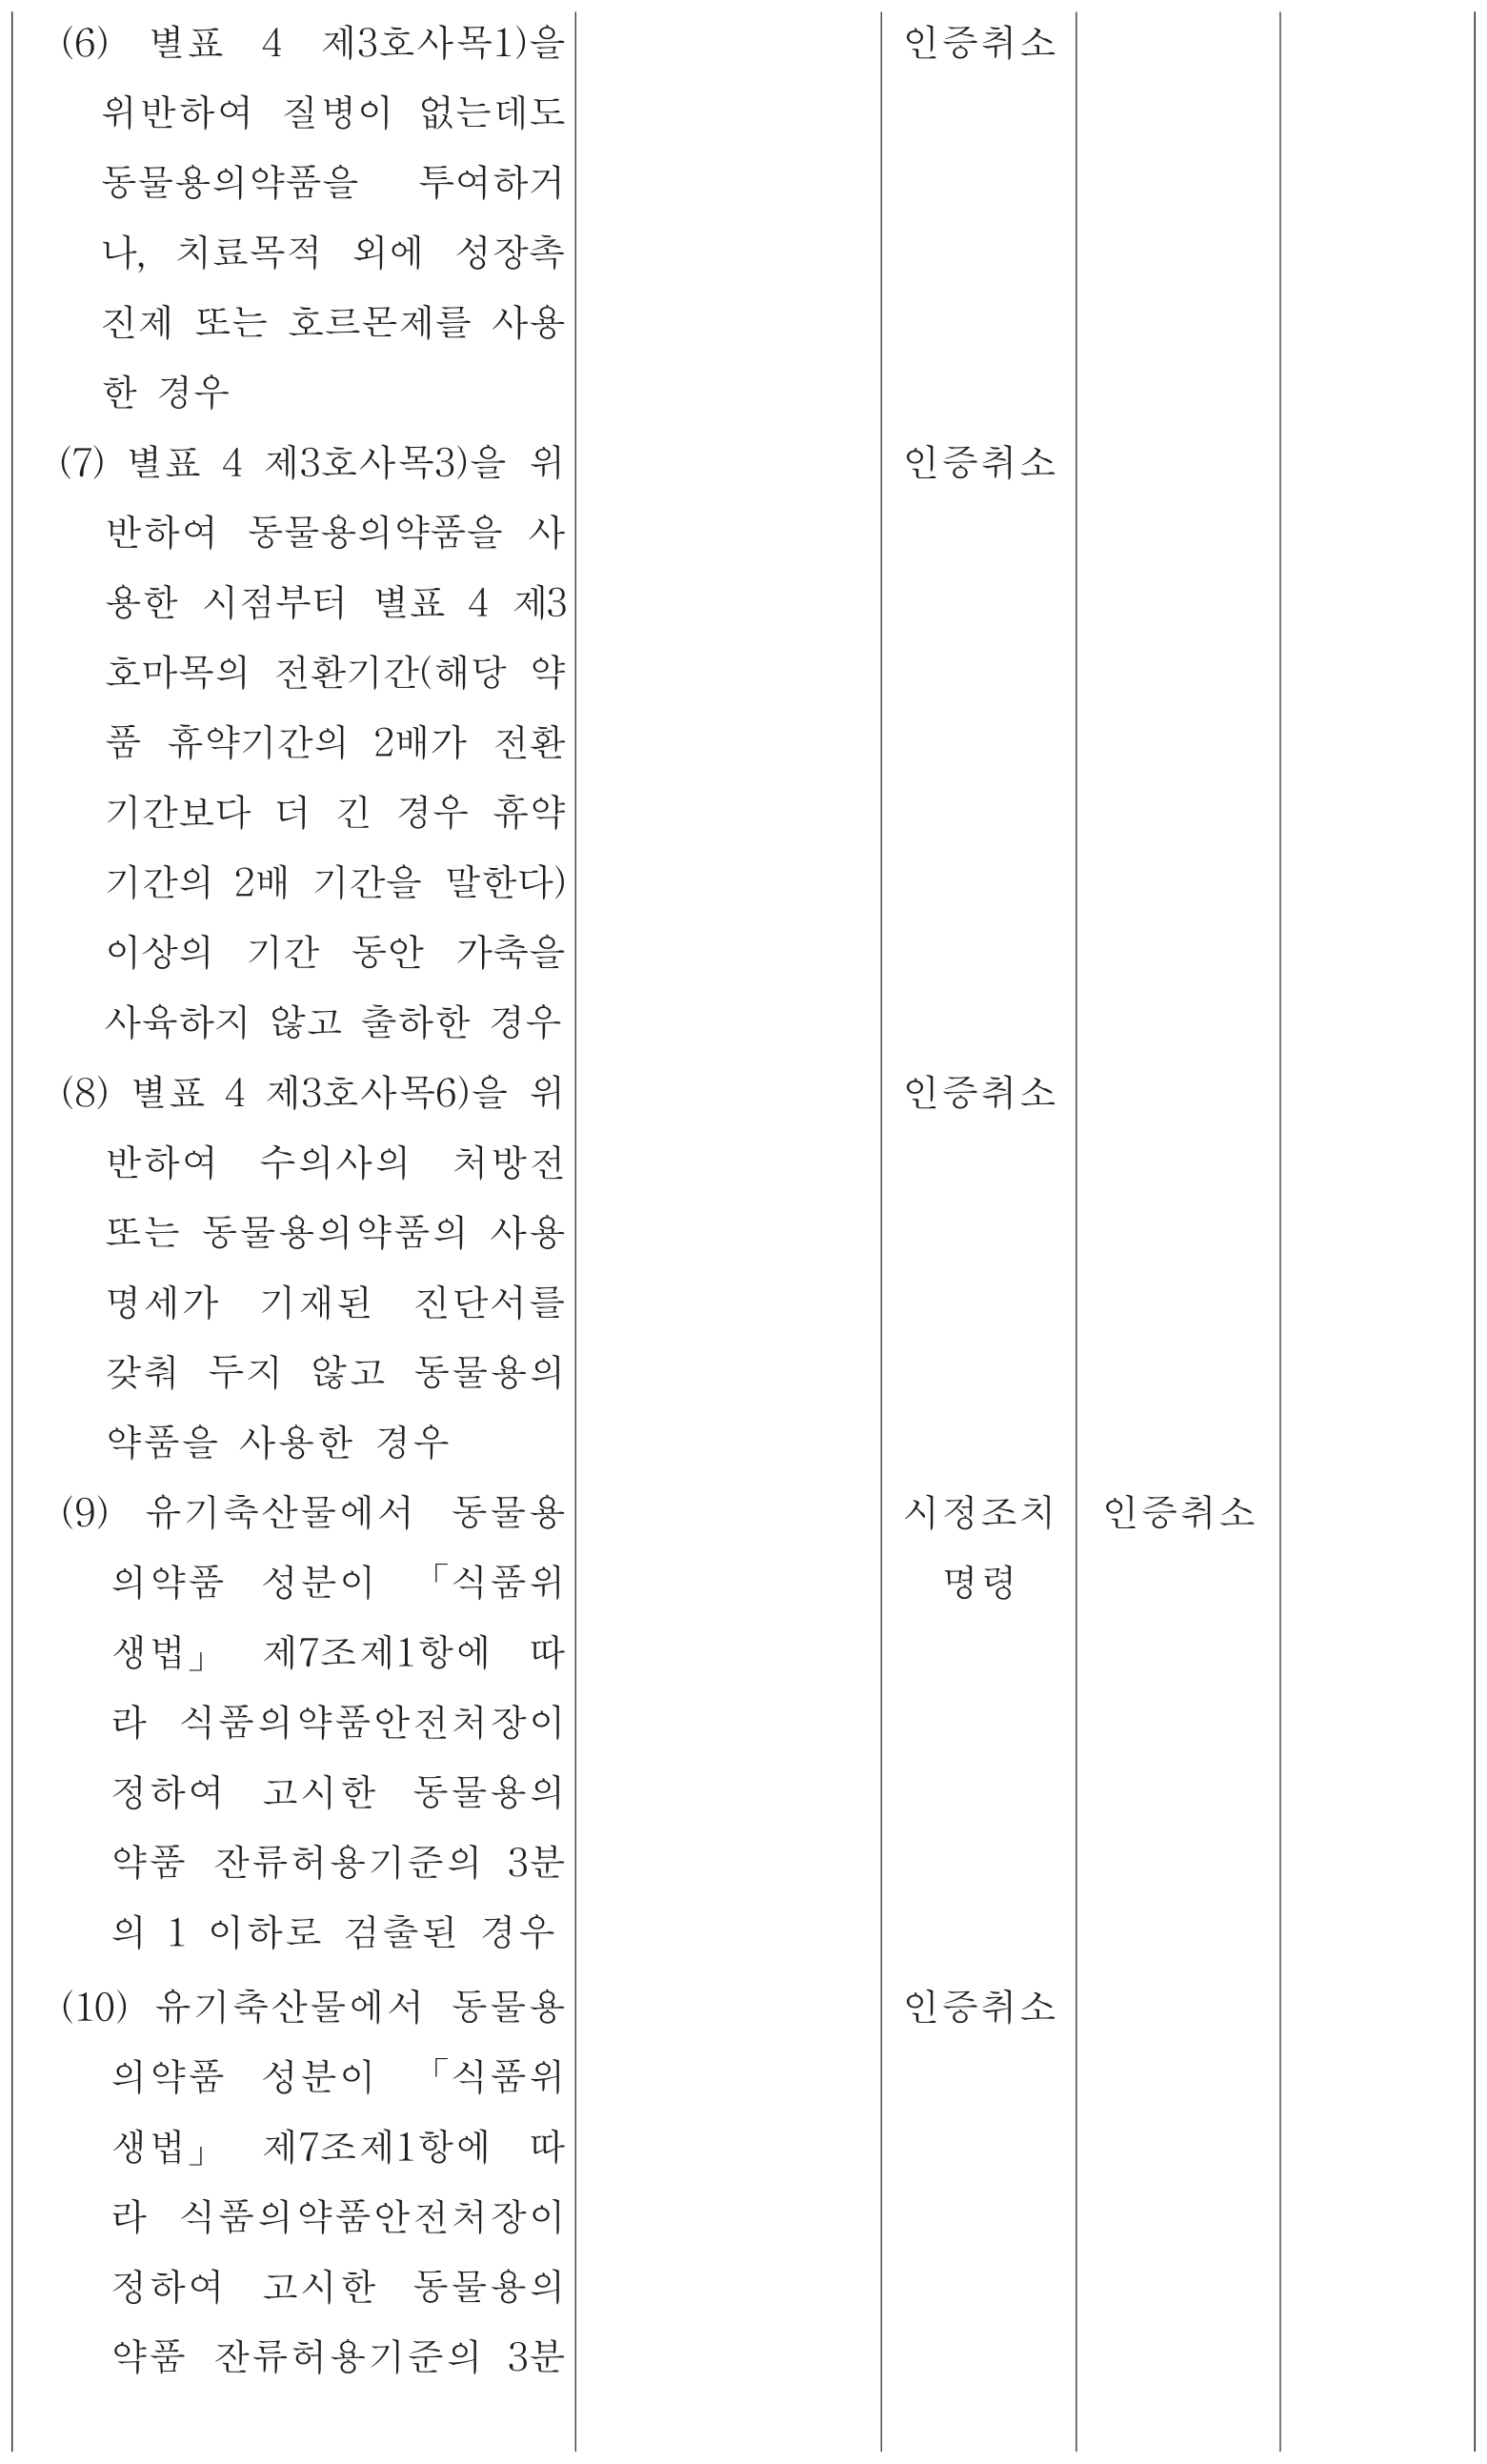 (6) 별표 4 제3호사목1)을 인증취소
위반하여 질병이 없는데도
동물용의약품을 투여하거
나, 치료목적 외에 성장촉
진제 또는 호르몬제를 사용
한 경우
(7) 별표 4 제3호사목3)을 위 인증취소
반하여 동물용의약품을 사
용한 시점부터 별표 4 제3
호마목의 전환기간(해당 약
품 휴약기간의 2배가 전환
기간보다 더 긴 경우 휴약
기간의 2배 기간을 말한다)
이상의 기간 동안 가축을
사육하지 않고 출하한 경우
(8) 별표 4 제3호사목6)을 위 인증취소
반하여 수의사의 처방전
또는 동물용의약품의 사용
명세가 기재된 진단서를
갖춰 두지 않고 동물용의
약품을 사용한 경우
(9) 유기축산물에서 동물용 시정조치 인증취소
의약품 성분이 「식품위 명령
생법」 제7조제1항에 따
라 식품의약품안전처장이
정하여 고시한 동물용의
약품 잔류허용기준의 3분
의 1 이하로 검출된 경우
(10) 유기축산물에서 동물용 인증취소
의약품 성분이 「식품위
생법」 제7조제1항에 따
라 식품의약품안전처장이
정하여 고시한 동물용의
약품 잔류허용기준의 3분